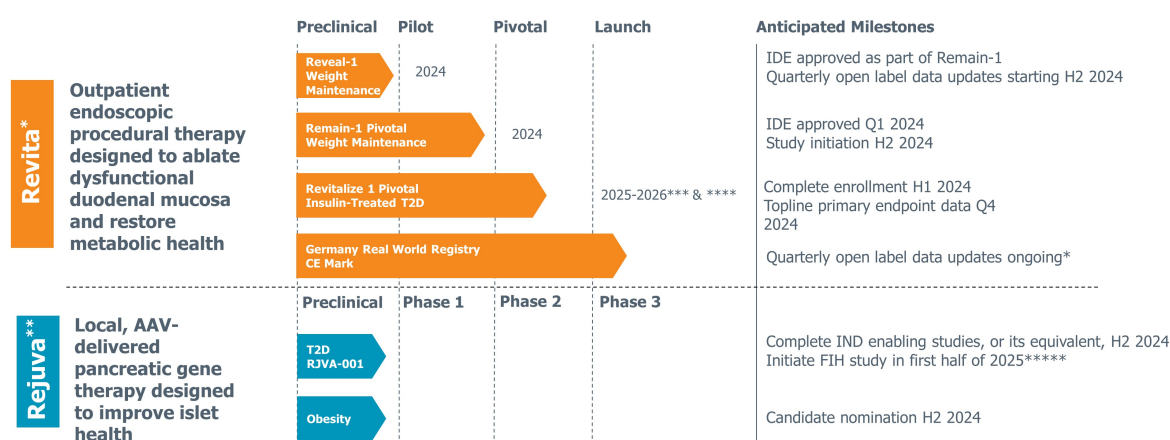 Preclinical Pilot Pivotal Launch Anticipated Milestones
Revita*
Outpatient
endoscopic
procedural therapy
designed to ablate
dysfunctional
duodenal mucosa
and restore
metabolic health
Reveal-1
Weight
Maintenance
2024
IDE approved as part of Remain-1
Quarterly open label data updates starting H2 2024
Remain-1 Pivotal
Weight Maintenance
2024
IDE approved Q1 2024
Study initiation H2 2024
Revitalize 1 Pivotal
Insulin-Treated T2D
2025-2026*** & ****
Complete enrollment H1 2024
Topline primary endpoint data Q4
2024
Germany Real World Registry
CE Mark
Quarterly open label data updates ongoing*
Preclinical Phase 1 Phase 2 Phase 3
Rejuva**
Local, AAV-
delivered
pancreatic gene
therapy designed
to improve islet
health
T2D
RJVA-001
Complete IND enabling studies, or its equivalent, H2 2024
Initiate FIH study in first half of 2025*****
Obesity
Candidate nomination H2 2024